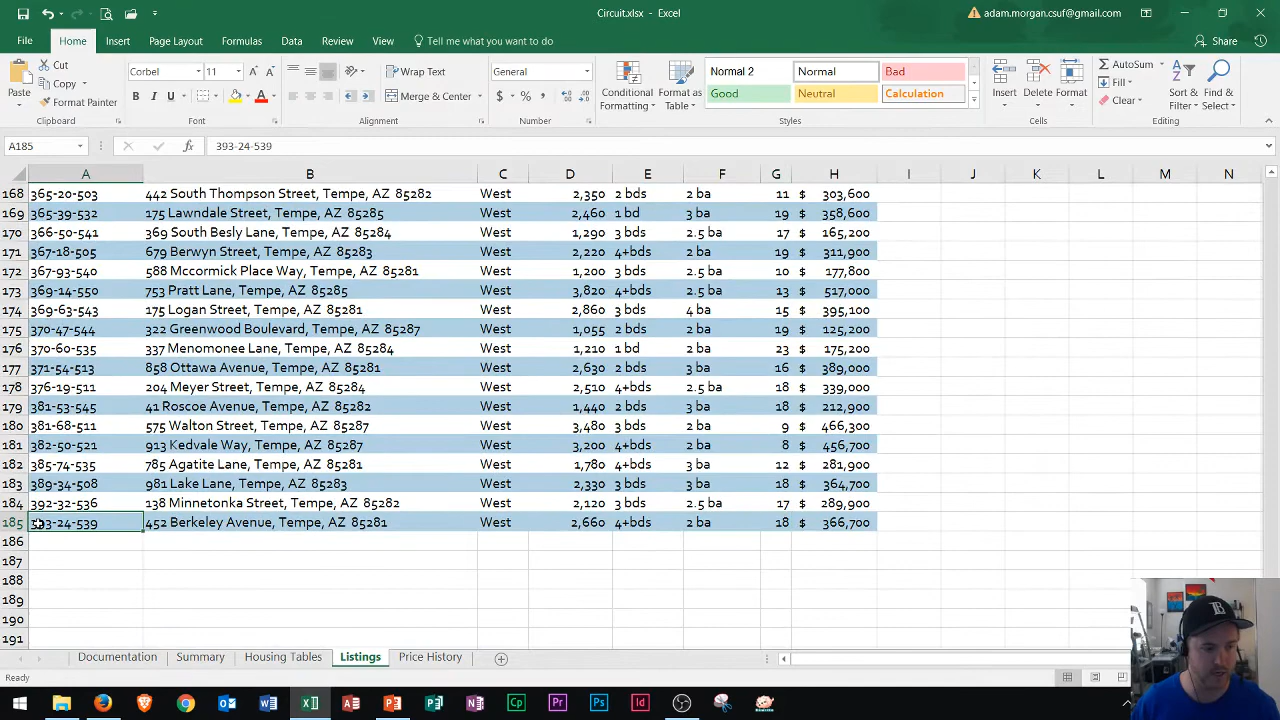 Circuit.xlsx - Excel
adam.morgan.csuf@gmail.com
File Home Insert Page Layout Formulas Data Review View Tell me what you want to do Share
Cut
Copy
Format Painter
Paste
Clipboard
Corbel 11
B I U
Font
Wrap Text
Merge & Center
Alignment
General
$ % ,
Number
Conditional Formatting
Format as Table
Normal 2 Normal Bad
Good Neutral Calculation
Styles
Insert Delete Format
Cells
AutoSum
Fill
Clear
Sort & Filter
Find & Select
Editing
A185 fx 393-24-539
A B C D E F G H I J K L M N
168 365-20-503 442 South Thompson Street, Tempe, AZ 85282 West 2,350 2 bds 2 ba 11 $ 303,600
169 365-39-532 175 Lawndale Street, Tempe, AZ 85285 West 2,460 1 bd 3 ba 19 $ 358,600
170 366-50-541 369 South Besly Lane, Tempe, AZ 85284 West 1,290 3 bds 2.5 ba 17 $ 165,200
171 367-18-505 679 Berwyn Street, Tempe, AZ 85283 West 2,220 4+bds 2 ba 19 $ 311,900
172 367-93-540 588 Mccormick Place Way, Tempe, AZ 85281 West 1,200 3 bds 2.5 ba 10 $ 177,800
173 369-14-550 753 Pratt Lane, Tempe, AZ 85285 West 3,820 4+bds 2.5 ba 13 $ 517,000
174 369-63-543 175 Logan Street, Tempe, AZ 85281 West 2,860 3 bds 4 ba 15 $ 395,100
175 370-47-544 322 Greenwood Boulevard, Tempe, AZ 85287 West 1,055 2 bds 2 ba 19 $ 125,200
176 370-60-535 337 Menomonee Lane, Tempe, AZ 85284 West 1,210 1 bd 2 ba 23 $ 175,200
177 371-54-513 858 Ottawa Avenue, Tempe, AZ 85281 West 2,630 2 bds 3 ba 16 $ 389,000
178 376-19-511 204 Meyer Street, Tempe, AZ 85284 West 2,510 4+bds 2.5 ba 18 $ 339,000
179 381-53-545 41 Roscoe Avenue, Tempe, AZ 85282 West 1,440 2 bds 3 ba 18 $ 212,900
180 381-68-511 575 Walton Street, Tempe, AZ 85287 West 3,480 3 bds 2 ba 9 $ 466,300
181 382-50-521 913 Kedvale Way, Tempe, AZ 85287 West 3,200 4+bds 2 ba 8 $ 456,700
182 385-74-535 785 Agatite Lane, Tempe, AZ 85281 West 1,780 4+bds 3 ba 12 $ 281,900
183 389-34-508 981 Lake Lane, Tempe, AZ 85283 West 2,330 3 bds 3 ba 18 $ 364,700
184 392-32-536 138 Minnetonka Street, Tempe, AZ 85282 West 2,120 3 bds 2.5 ba 17 $ 289,900
185 393-24-539 452 Berkeley Avenue, Tempe, AZ 85281 West 2,660 4+bds 2 ba 18 $ 366,700
186
187
188
189
190
191
Documentation Summary Housing Tables Listings Price History
Ready